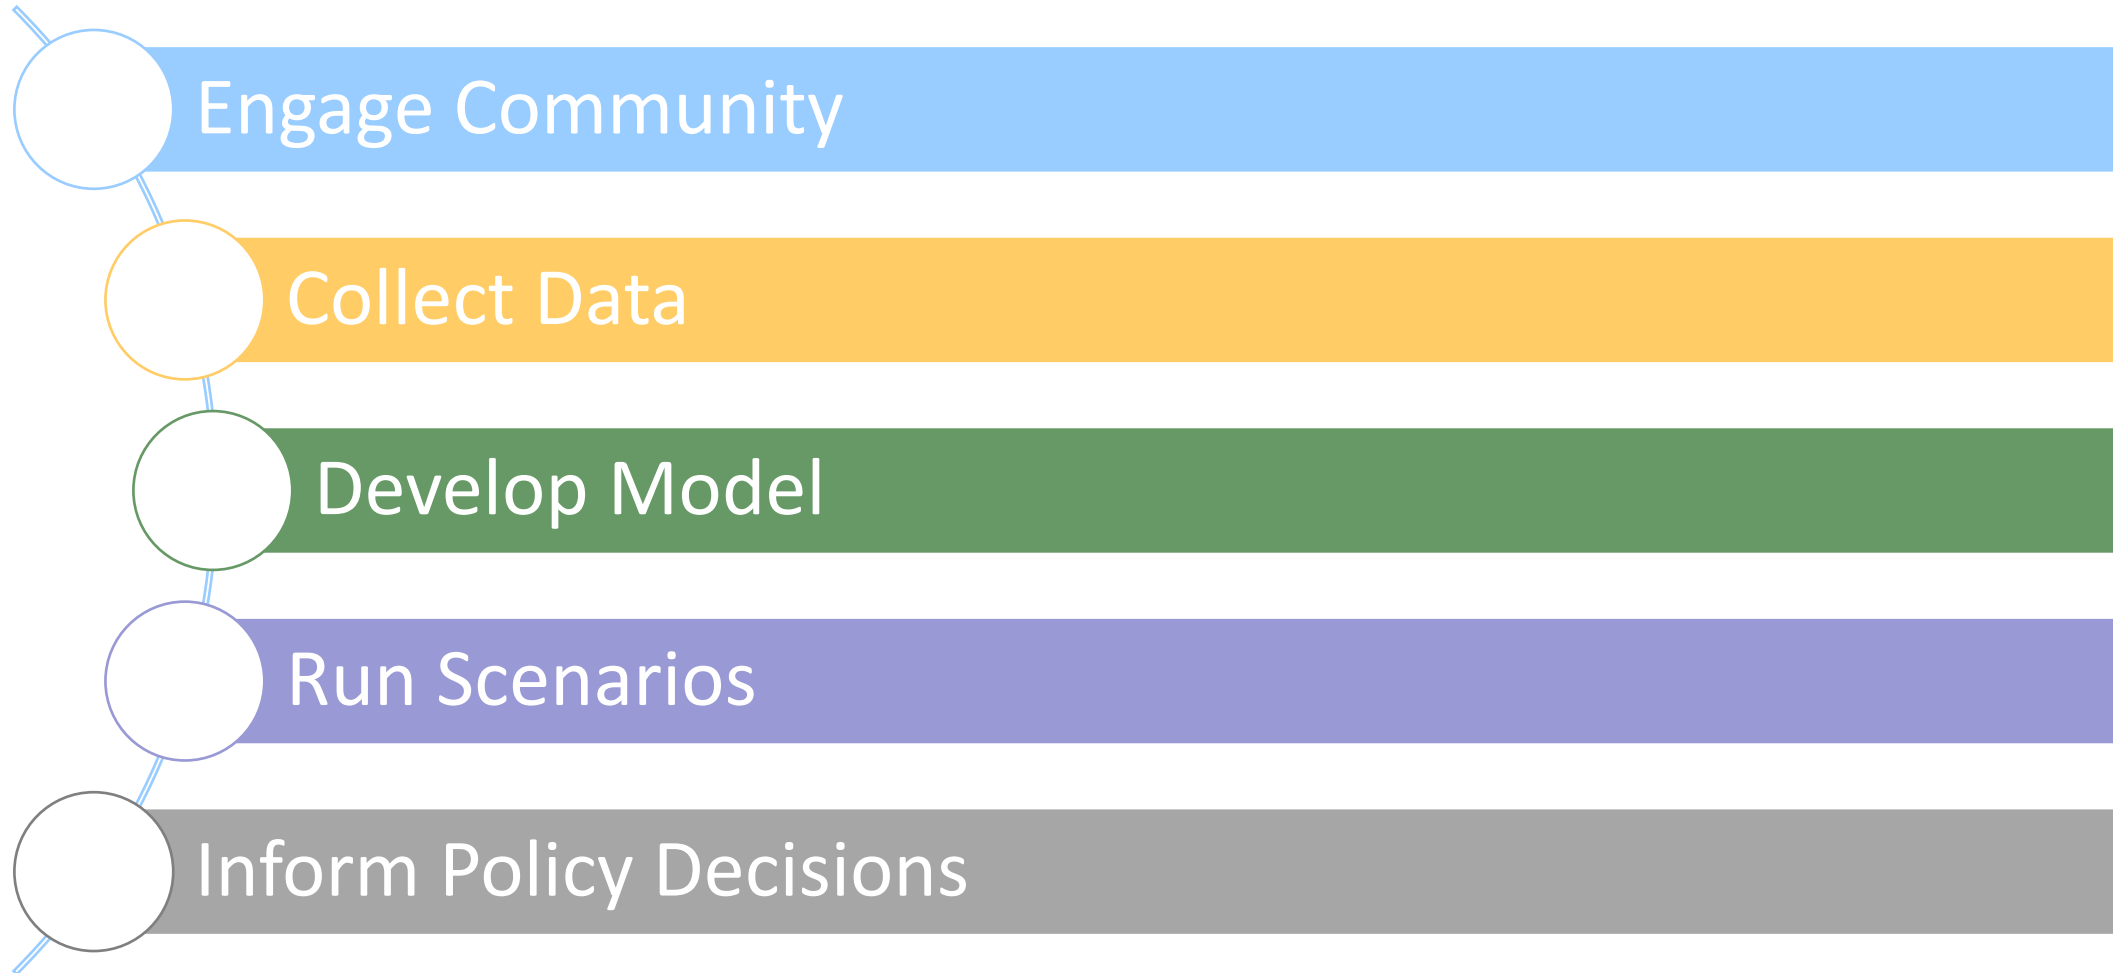 Engage Community
Collect Data
Develop Model
Run Scenarios
Inform Policy Decisions